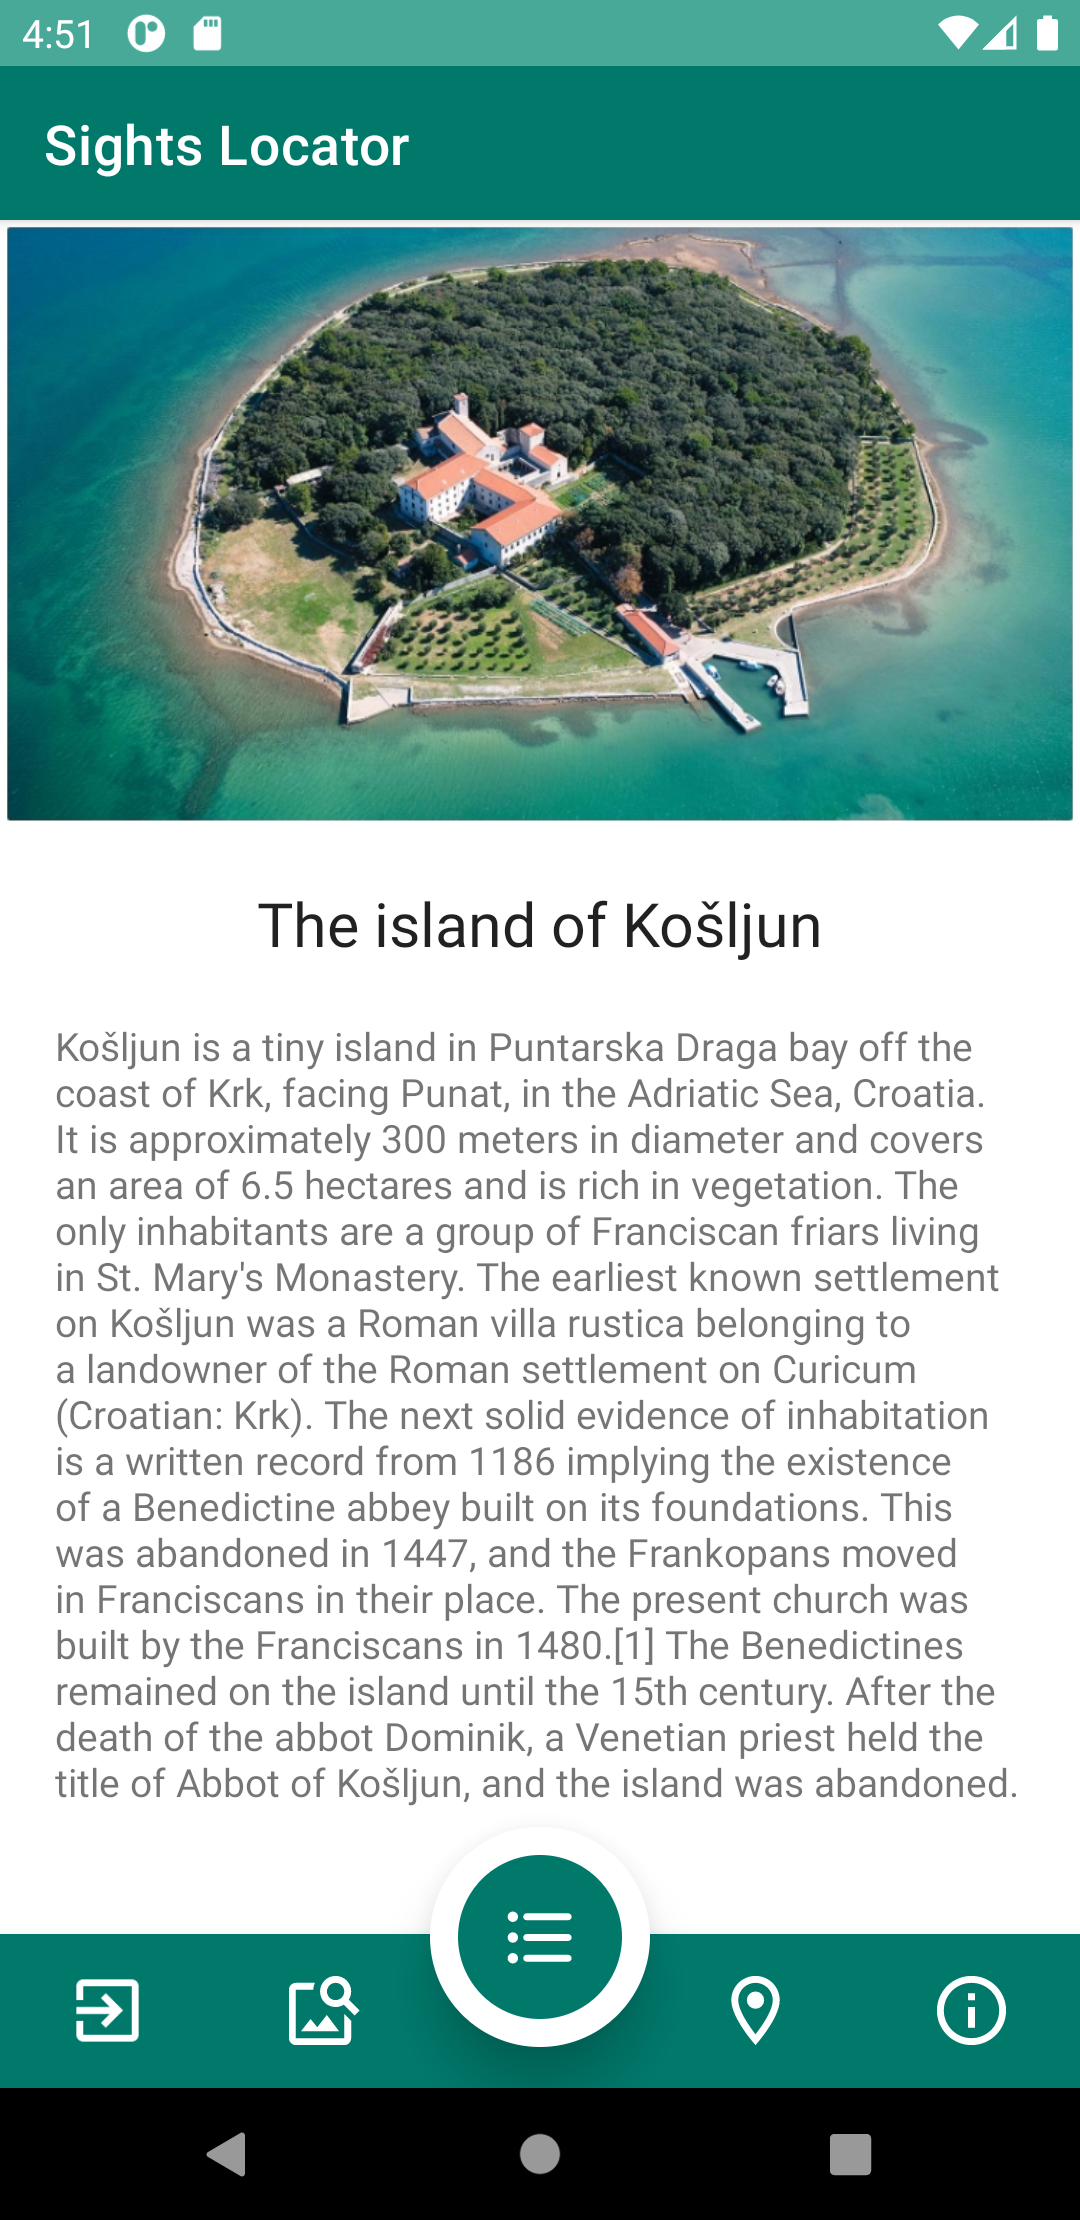 4:51
Sights Locator
The island of Košljun
Košljun is a tiny island in Puntarska Draga bay off the
coast of Krk, facing Punat, in the Adriatic Sea, Croatia.
It is approximately 300 meters in diameter and covers
an area of 6.5 hectares and is rich in vegetation. The
only inhabitants are a group of Franciscan friars living
in St. Mary's Monastery. The earliest known settlement
on Košljun was a Roman villa rustica belonging to
a landowner of the Roman settlement on Curicum
(Croatian: Krk). The next solid evidence of inhabitation
is a written record from 1186 implying the existence
of a Benedictine abbey built on its foundations. This
was abandoned in 1447, and the Frankopans moved
in Franciscans in their place. The present church was
built by the Franciscans in 1480.[1] The Benedictines
remained on the island until the 15th century. After the
death of the abbot Dominik, a Venetian priest held the
title of Abbot of Košljun, and the island was abandoned.